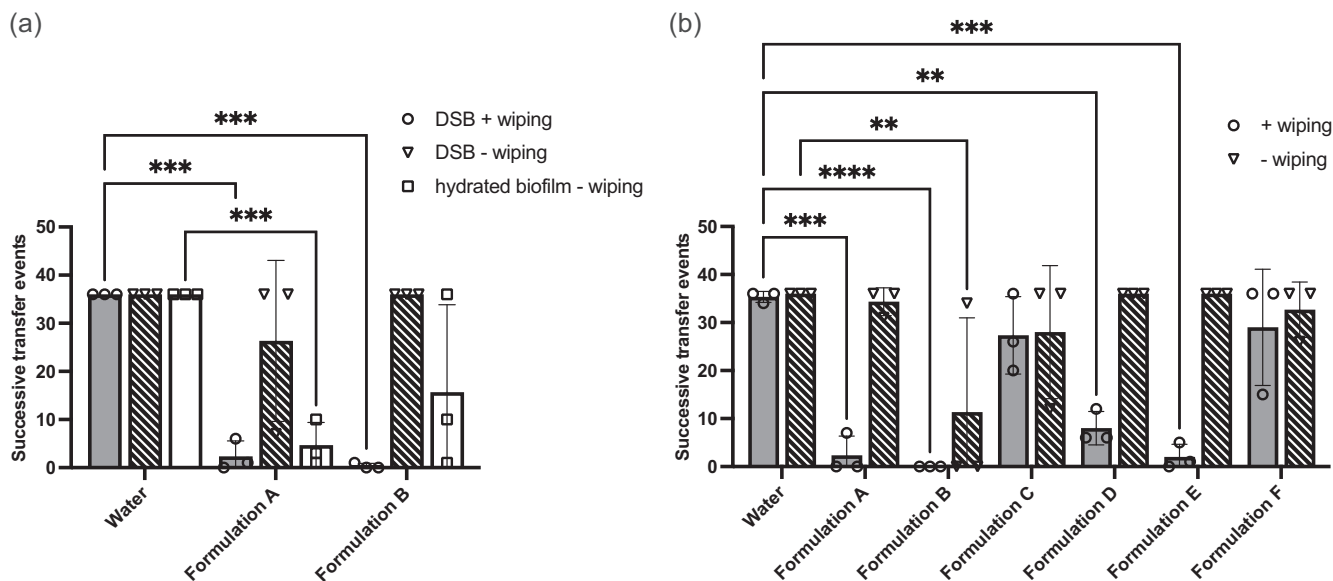 (a)
***
***
***
DSB + wiping
DSB - wiping
hydrated biofilm - wiping
Successive transfer events
50
40
30
20
10
0
Water
Formulation A
Formulation B
(b)
***
**
**
****
***
+ wiping
- wiping
Successive transfer events
50
40
30
20
10
0
Water
Formulation A
Formulation B
Formulation C
Formulation D
Formulation E
Formulation F